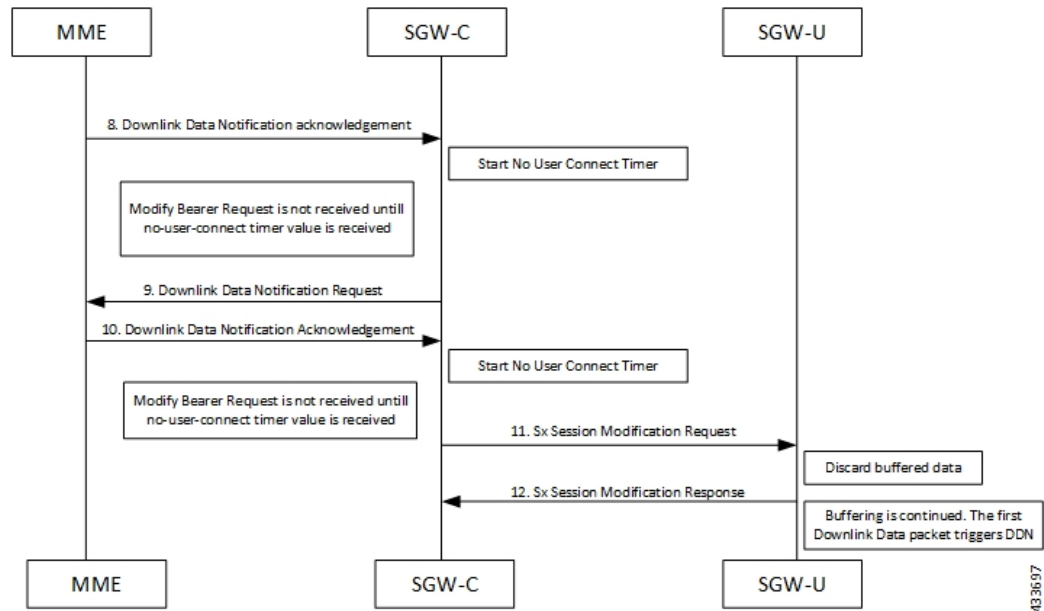 MME
SGW-C
SGW-U
8. Downlink Data Notification acknowledgement
Start No User Connect Timer
Modify Bearer Request is not received untill
no-user-connect timer value is received
9. Downlink Data Notification Request
10. Downlink Data Notification Acknowledgement
Start No User Connect Timer
Modify Bearer Request is not received untill
no-user-connect timer value is received
11. Sx Session Modification Request
Discard buffered data
12. Sx Session Modification Response
Buffering is continued. The first
Downlink Data packet triggers DDN
MME
SGW-C
SGW-U
433697